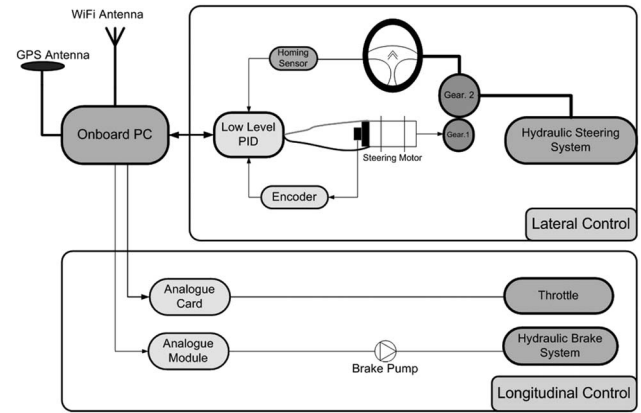 WiFi Antenna
GPS Antenna
Onboard PC
Homing
Sensor
Low Level
PID
Encoder
Steering Motor
Gear. 2
Gear.1
Hydraulic Steering
System
Lateral Control
Analogue
Card
Throttle
Analogue
Module
Brake Pump
Hydraulic Brake
System
Longitudinal Control